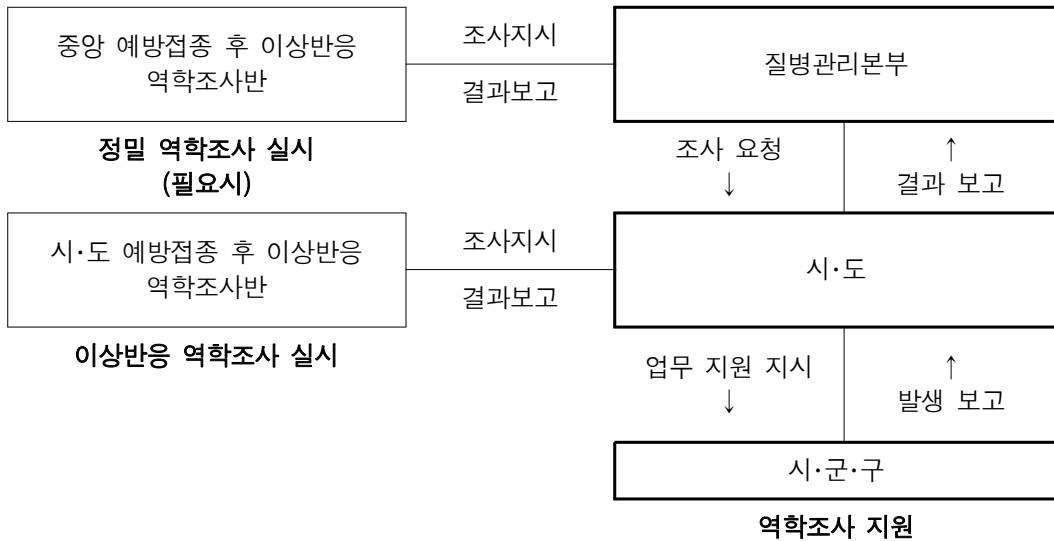 중앙 예방접종 후 이상반응
역학조사반
조사지시
결과보고
질병관리본부
정밀 역학조사 실시
(필요시)
조사 요청
↓
↑
결과 보고
시·도 예방접종 후 이상반응
역학조사반
조사지시
결과보고
시·도
이상반응 역학조사 실시
업무 지원 지시
↓
↑
발생 보고
시·군·구
역학조사 지원